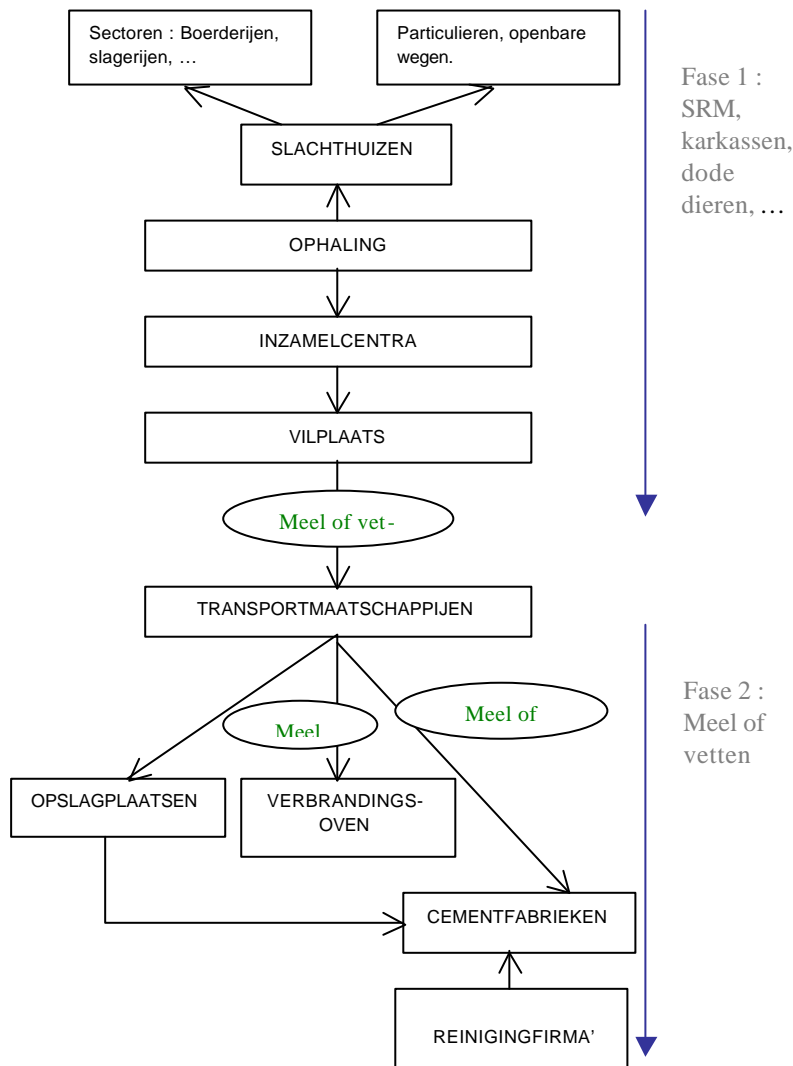 Sectoren : Boerderijen,
slagerijen, …
Particulieren, openbare
wegen.
Fase 1 :
SRM,
karkassen,
dode
dieren, …
SLACHTHUIZEN
OPHALING
INZAMELCENTRA
VILPLAATS
Meel of vet-
TRANSPORTMAATSCHAPPIJEN
Meel
Meel of
Fase 2 :
Meel of
vetten
OPSLAGPLAATSEN
VERBRANDINGS-
OVEN
CEMENTFABRIEKEN
REINIGINGFIRMA'